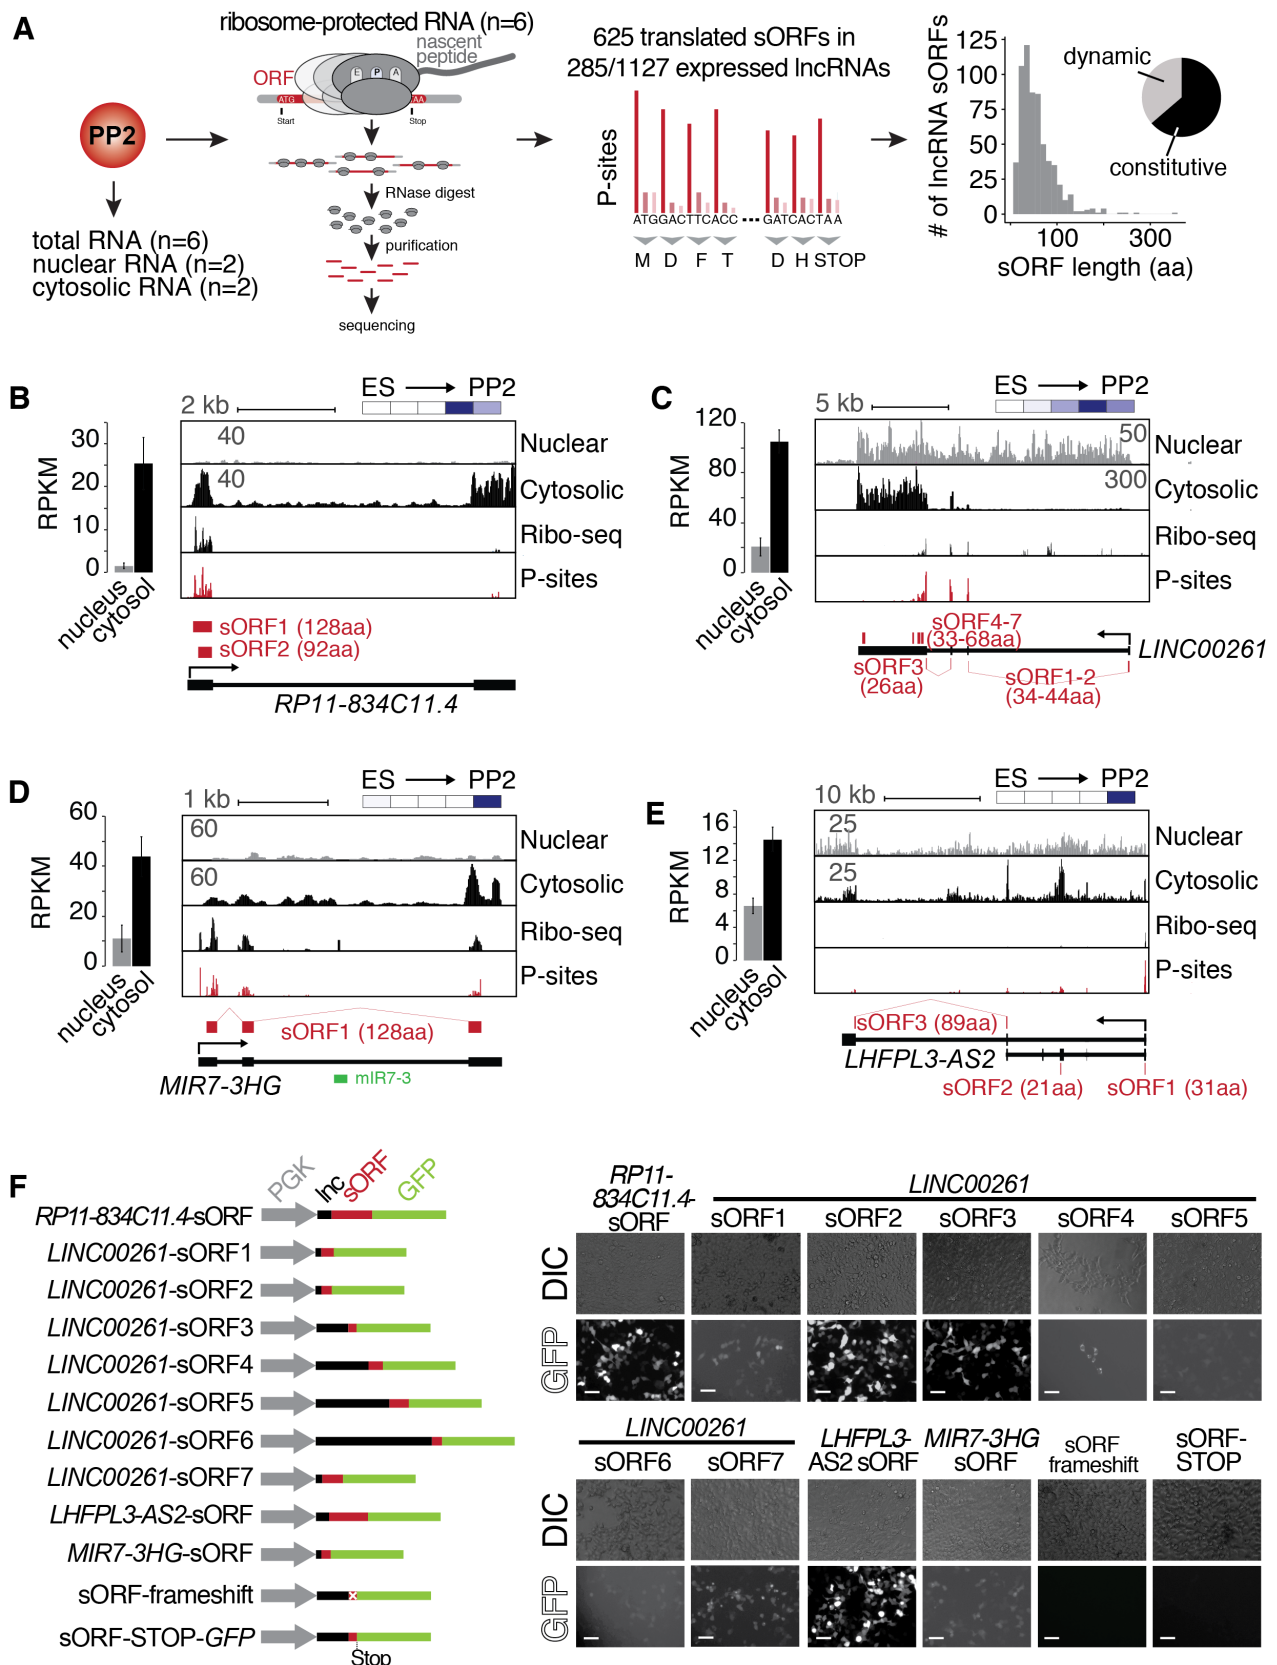 A
PP2
total RNA (n=6)
nuclear RNA (n=2)
cytosolic RNA (n=2)
ribosome-protected RNA (n=6)
nascent
peptide
ORF
E P A
ATG
TAA
Start
Stop
RNase digest
purification
sequencing
625 translated sORFs in
285/1127 expressed lncRNAs
P-sites
ATGGACTTCACC ••• GATCACTAA
M D F T D H STOP
# of lncRNA sORFs
125
100
75
50
25
0
100 300
sORF length (aa)
dynamic
constitutive
B
RPKM
30
20
10
0
nucleus
cytosol
2 kb
ES PP2
40
Nuclear
40
Cytosolic
Ribo-seq
P-sites
sORF1 (128aa)
sORF2 (92aa)
RP11-834C11.4
C
RPKM
120
80
40
0
nucleus
cytosol
5 kb
ES PP2
50
Nuclear
300
Cytosolic
Ribo-seq
P-sites
sORF4-7
(33-68aa)
LINC00261
sORF3
(26aa)
sORF1-2
(34-44aa)
D
RPKM
60
40
20
0
nucleus
cytosol
1 kb
ES PP2
60
Nuclear
60
Cytosolic
Ribo-seq
P-sites
sORF1 (128aa)
MIR7-3HG
mIR7-3
E
RPKM
16
12
8
4
0
nucleus
cytosol
10 kb
ES PP2
25
Nuclear
25
Cytosolic
Ribo-seq
P-sites
sORF3 (89aa)
LHFPL3-AS2
sORF2 (21aa)
sORF1 (31aa)
F
PGK
lnc
sORF
GFP
RP11-834C11.4-sORF
LINC00261-sORF1
LINC00261-sORF2
LINC00261-sORF3
LINC00261-sORF4
LINC00261-sORF5
LINC00261-sORF6
LINC00261-sORF7
LHFPL3-AS2-sORF
MIR7-3HG-sORF
sORF-frameshift
sORF-STOP-GFP
Stop
RP11-
834C11.4-
sORF
LINC00261
sORF1 sORF2 sORF3 sORF4 sORF5
DIC
GFP
LINC00261
sORF6 sORF7
LHFPL3-
AS2 sORF
MIR7-3HG
sORF
sORF
frameshift
sORF-
STOP
DIC
GFP